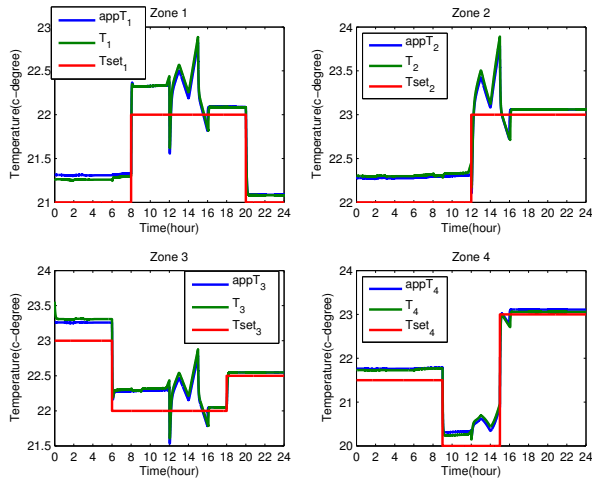 Zone 1
appT1
T1
Tset1
Temperature(c-degree)
23
22.5
22
21.5
21
0 2 4 6 8 10 12 14 16 18 20 22 24
Time(hour)
Zone 2
appT2
T2
Tset2
Temperature(c-degree)
24
23.5
23
22.5
22
0 2 4 6 8 10 12 14 16 18 20 22 24
Time(hour)
Zone 3
appT3
T3
Tset3
Temperature(c-degree)
24
23.5
23
22.5
22
21.5
0 2 4 6 8 10 12 14 16 18 20 22 24
Time(hour)
Zone 4
appT4
T4
Tset4
Temperature(c-degree)
24
23
22
21
20
0 2 4 6 8 10 12 14 16 18 20 22 24
Time(hour)